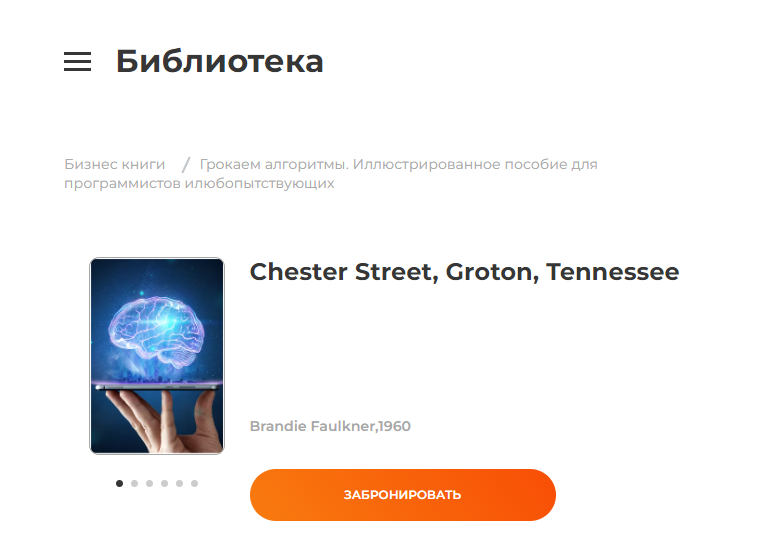 Библиотека
Бизнес книги / Грокаем алгоритмы. Иллюстрированное пособие для
программистов илюбопытствующих
Chester Street, Groton, Tennessee
Brandie Faulkner,1960
ЗАБРОНИРОВАТЬ